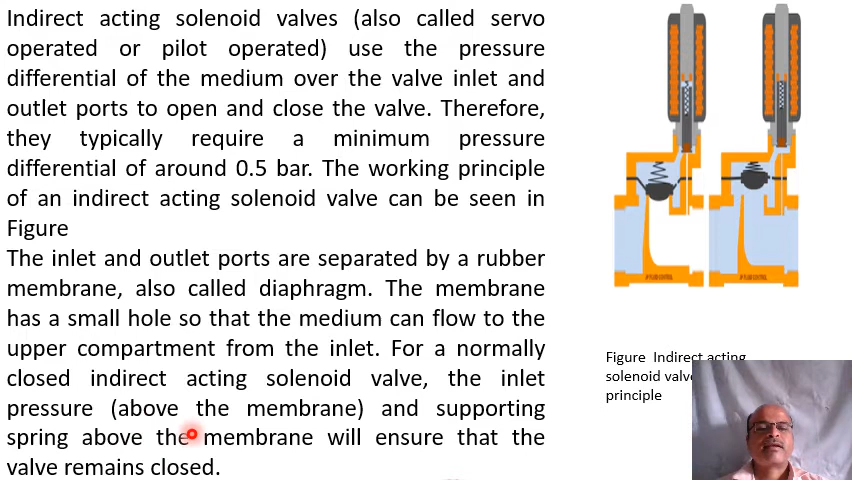 Indirect acting solenoid valves (also called servo
operated or pilot operated) use the pressure
differential of the medium over the valve inlet and
outlet ports to open and close the valve. Therefore,
they typically require a minimum pressure
differential of around 0.5 bar. The working principle
of an indirect acting solenoid valve can be seen in
Figure
The inlet and outlet ports are separated by a rubber
membrane, also called diaphragm. The membrane
has a small hole so that the medium can flow to the
upper compartment from the inlet. For a normally
closed indirect acting solenoid valve, the inlet
pressure (above the membrane) and supporting
spring above the membrane will ensure that the
valve remains closed.
Figure Indirect acting
solenoid
principle